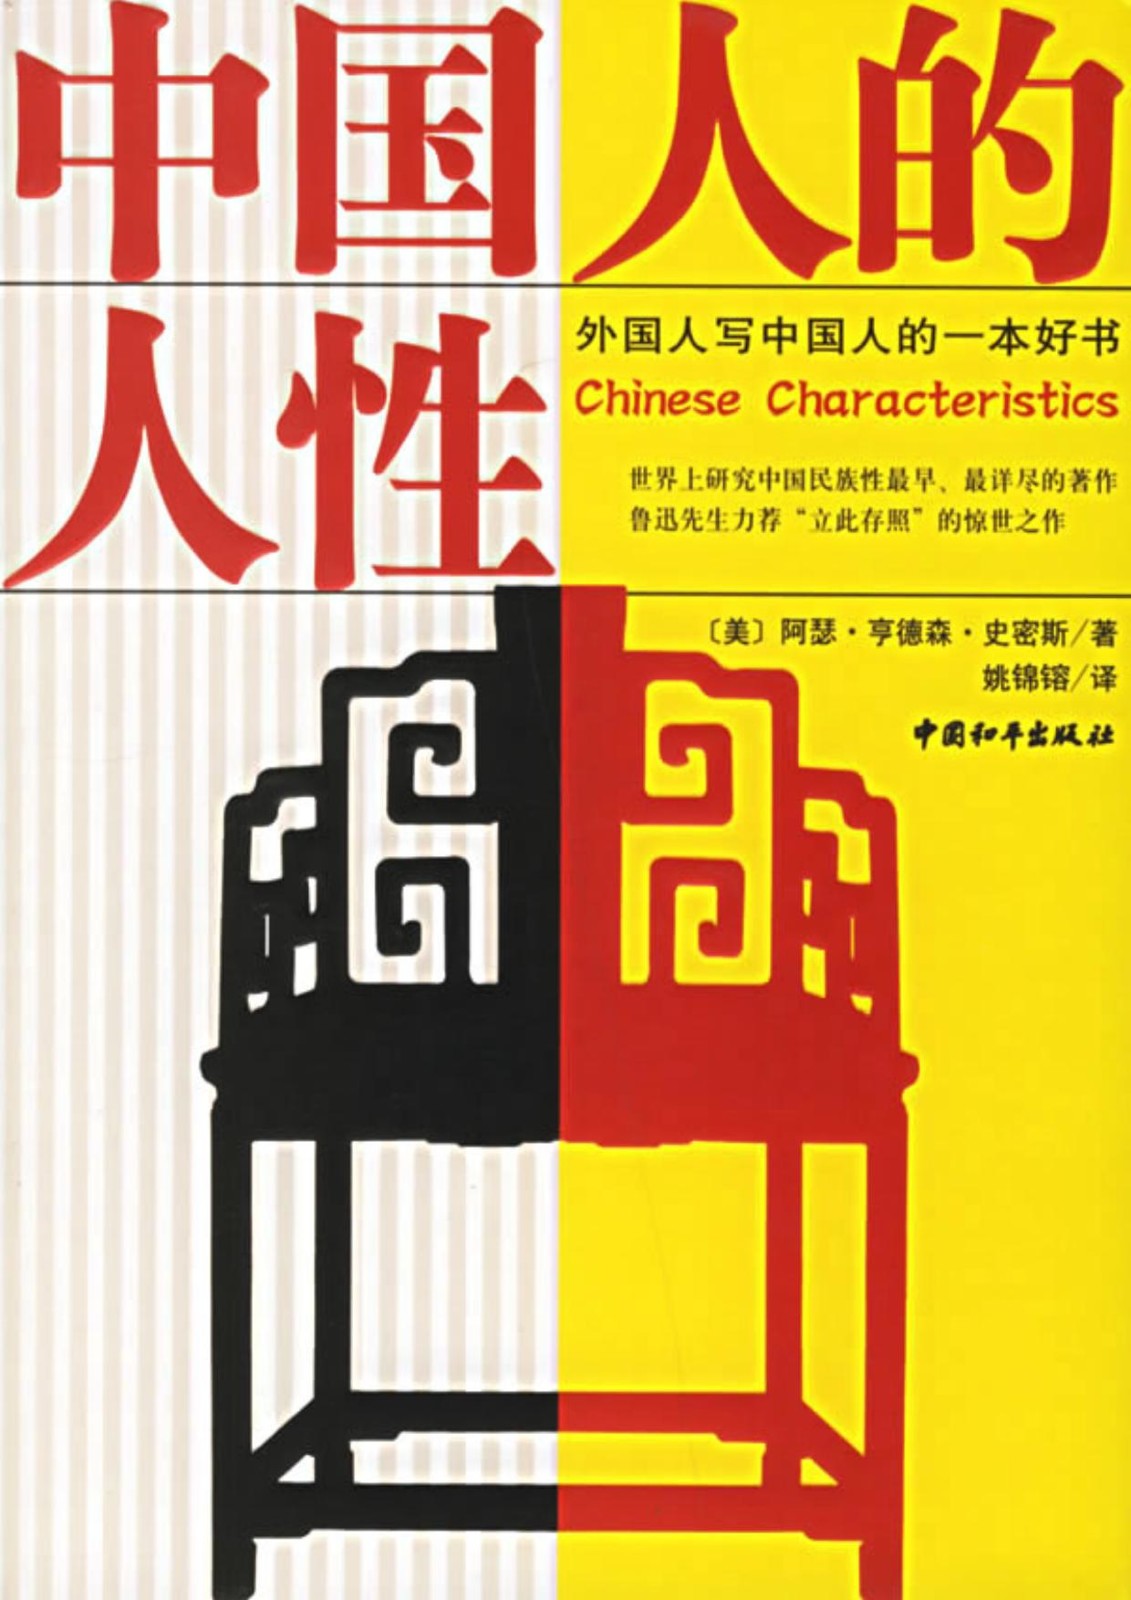 中国人的
人性
外国人写中国人的一本好书
Chinese Characteristics
世界上研究中国民族性最早、最详尽的著作
鲁迅先生力荐“立此存照”的惊世之作
〔美〕阿瑟·亨德森·史密斯/著
姚锦镕/译
中国和平出版社